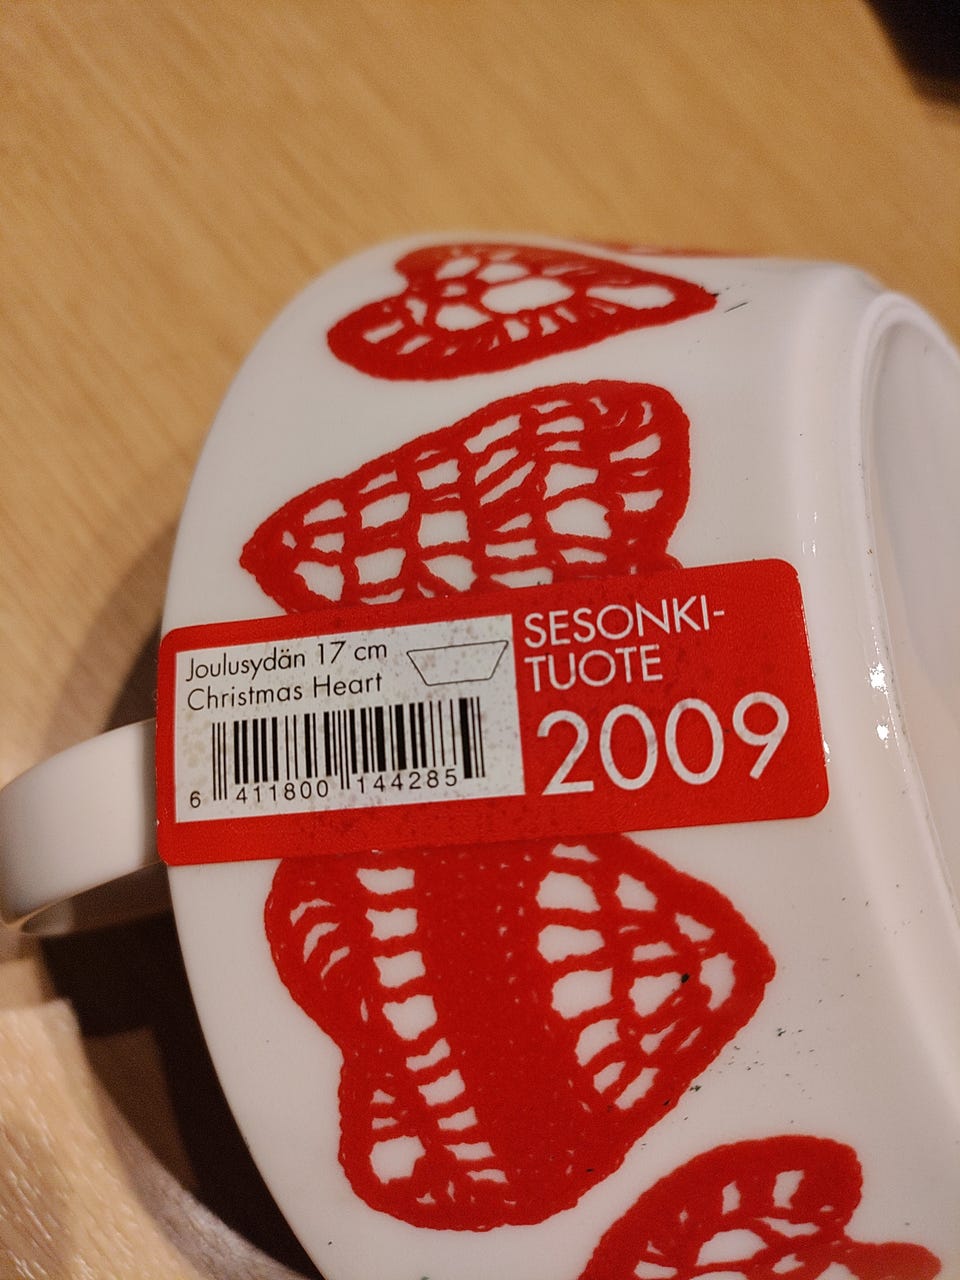 Joulusydän 17 cm
Christmas Heart
6 411800 144285
SESONKI-
TUOTE
2009